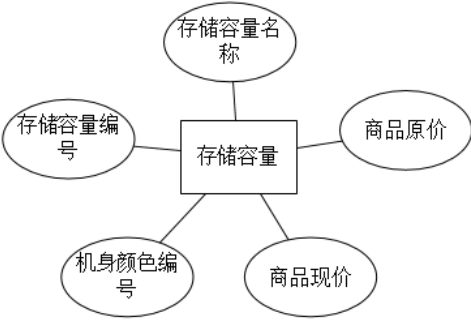 存储容量名
称
存储容量编
号
商品原价
存储容量
机身颜色编
号
商品现价